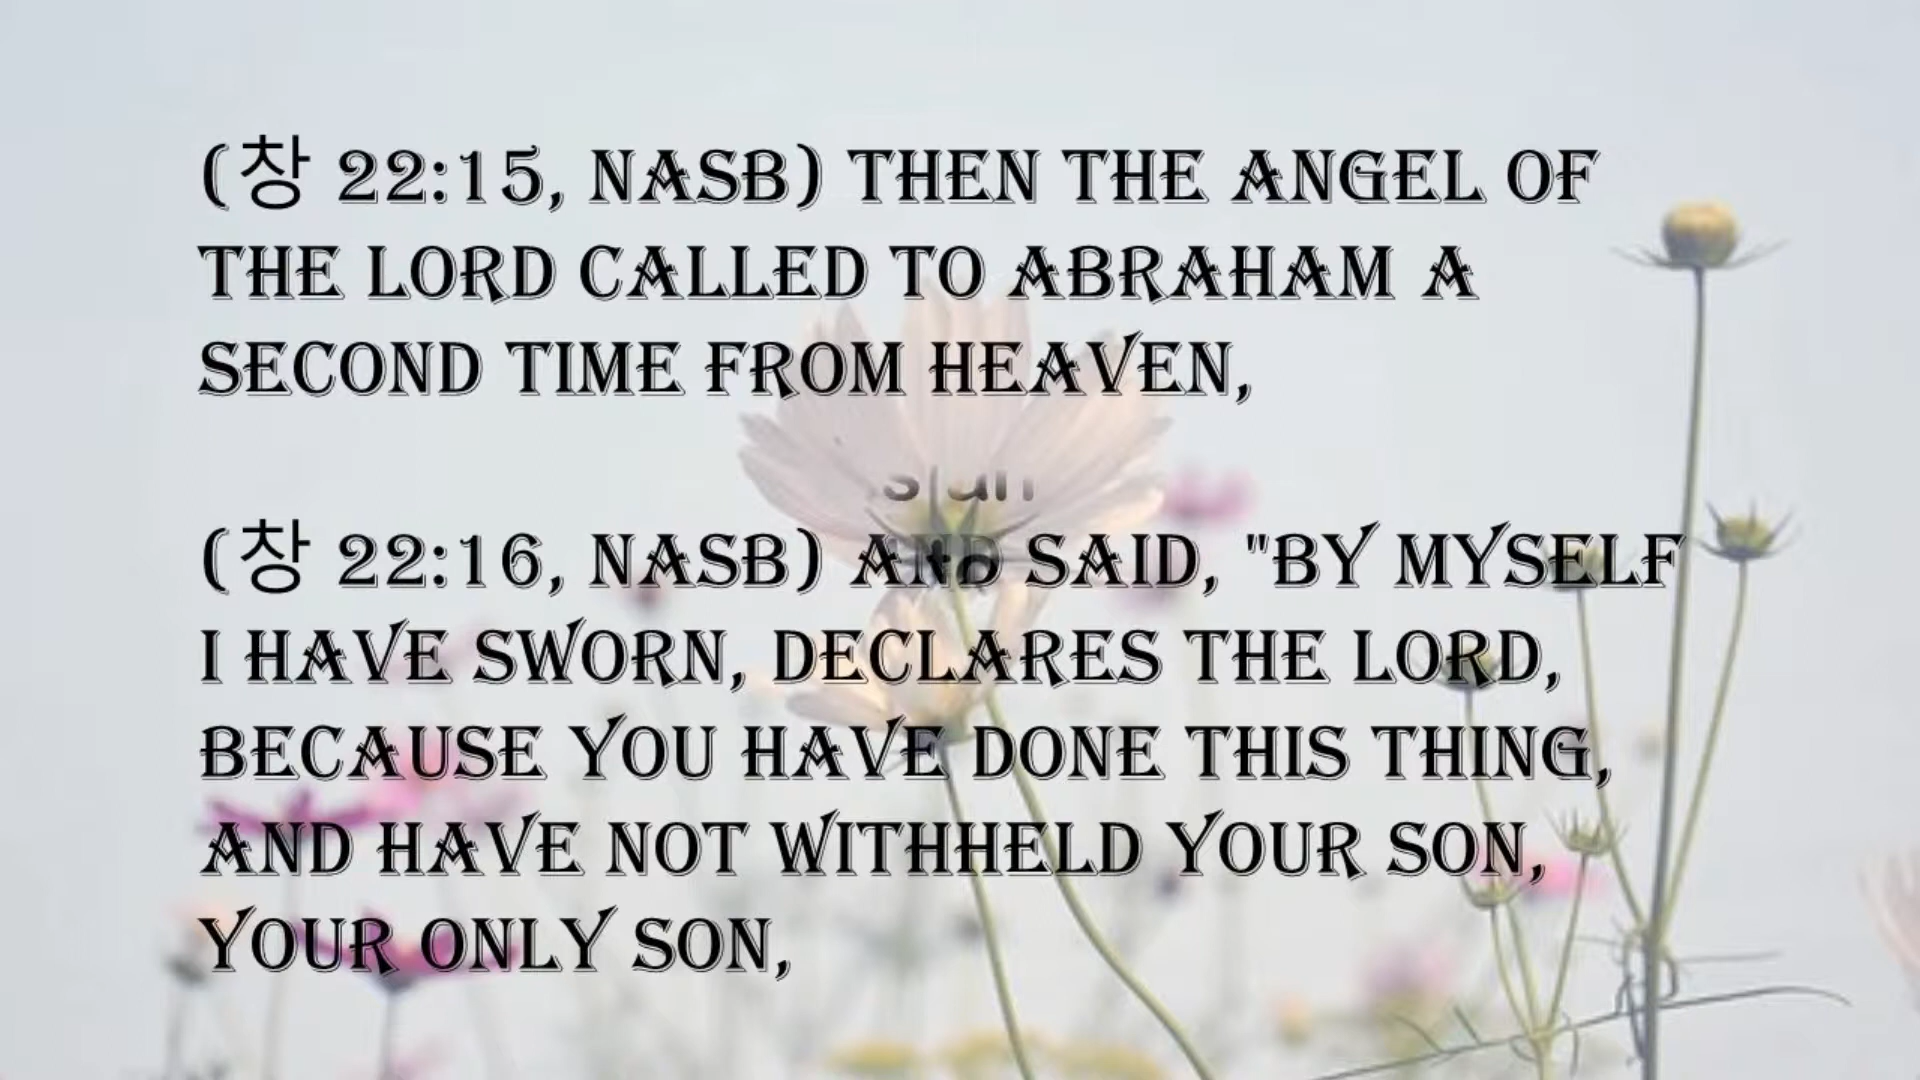 (창 22:15, NASB) THEN THE ANGEL OF
THE LORD CALLED TO ABRAHAM A
SECOND TIME FROM HEAVEN,
(창 22:16, NASB) AND SAID, "BY MYSELF
I HAVE SWORN, DECLARES THE LORD,
BECAUSE YOU HAVE DONE THIS THING,
AND HAVE NOT WITHHELD YOUR SON,
YOUR ONLY SON,